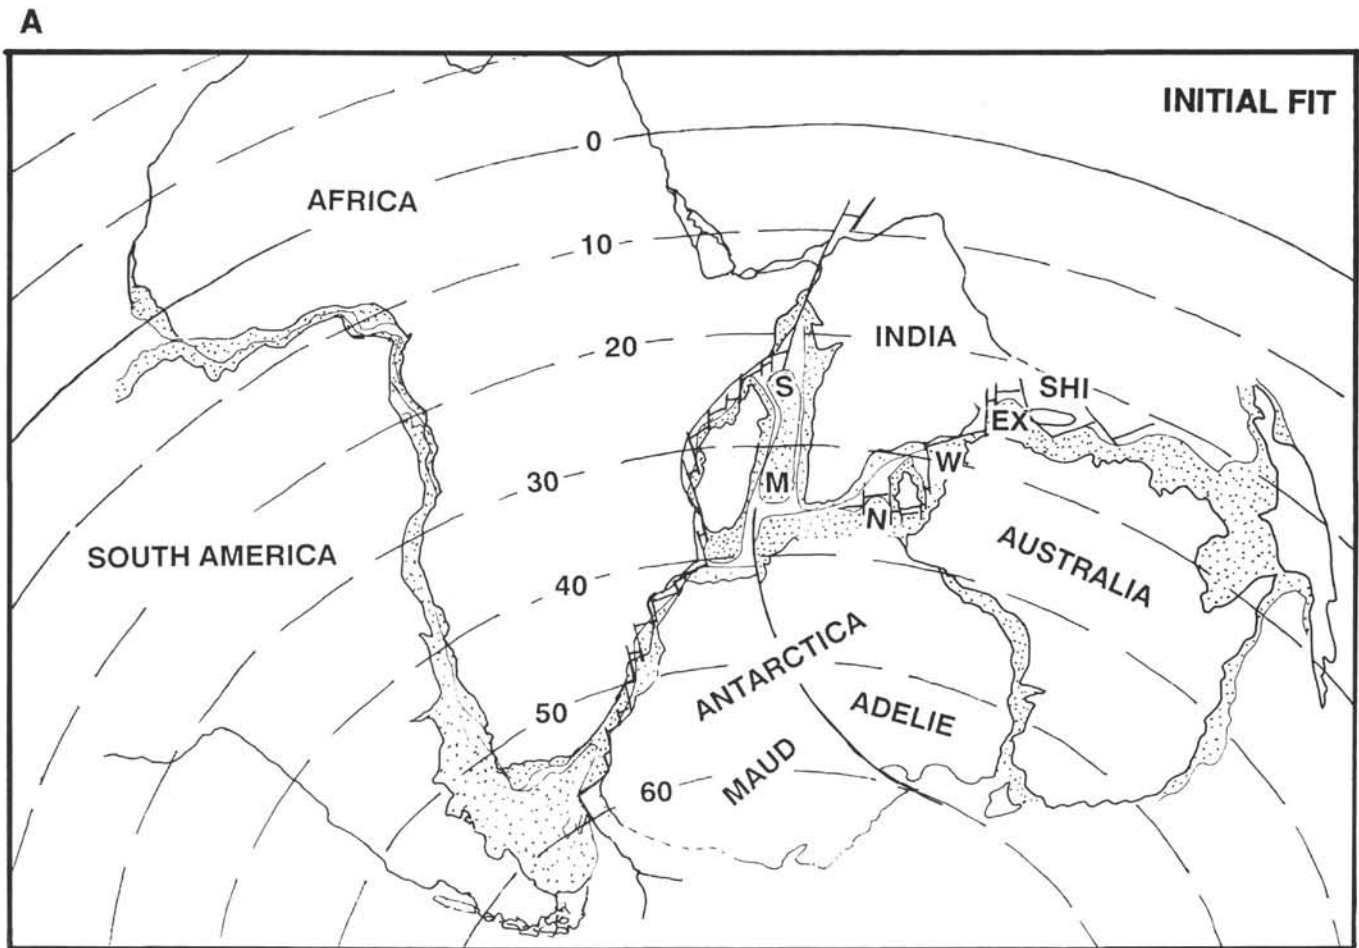 A
INITIAL FIT
0
AFRICA
10
INDIA
20
S
SHI
EX
30
M
W
N
SOUTH AMERICA
AUSTRALIA
40
ANTARCTICA
50
ADELIE
MAUD
60